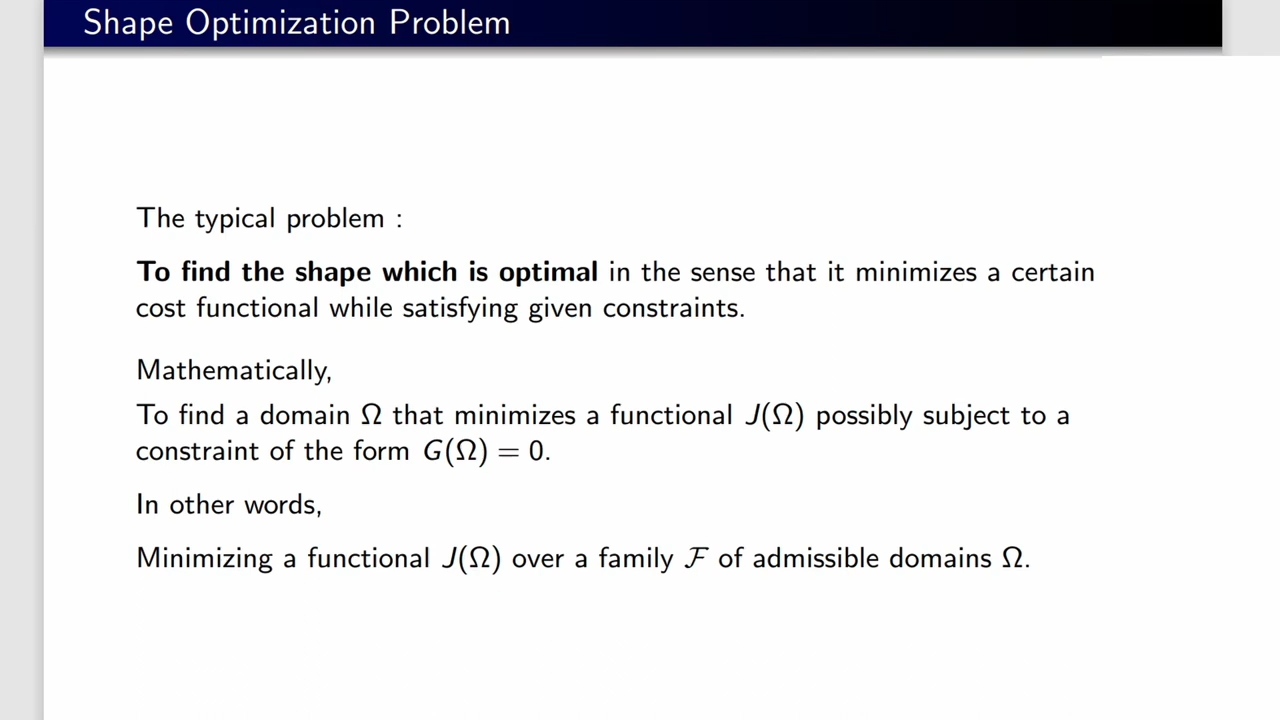 Shape Optimization Problem
The typical problem :
To find the shape which is optimal in the sense that it minimizes a certain
cost functional while satisfying given constraints.
Mathematically,
To find a domain Ω that minimizes a functional J(Ω) possibly subject to a
constraint of the form G(Ω) = 0.
In other words,
Minimizing a functional J(Ω) over a family ℱ of admissible domains Ω.